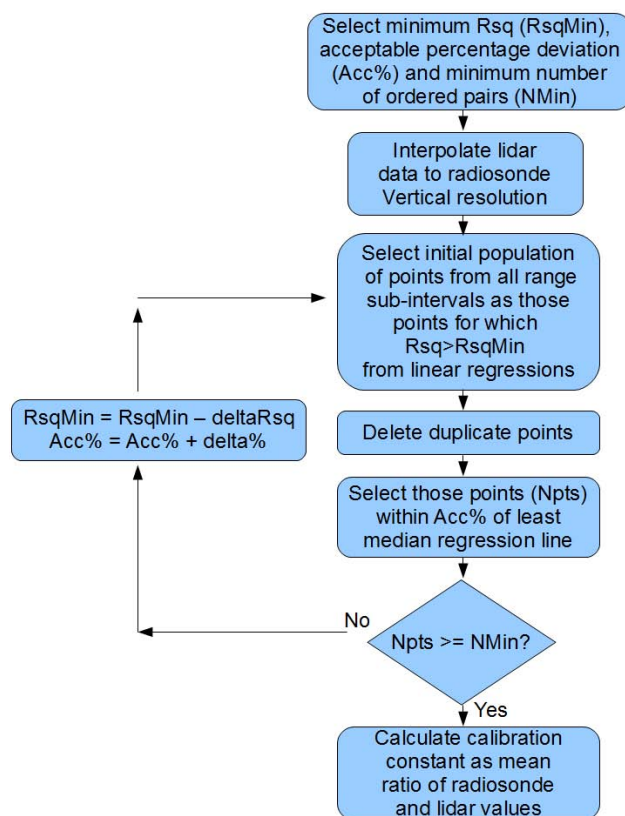 Select minimum Rsq (RsqMin),
acceptable percentage deviation
(Acc%) and minimum number
of ordered pairs (NMin)
Interpolate lidar
data to radiosonde
Vertical resolution
Select initial population
of points from all range
sub-intervals as those
points for which
Rsq>RsqMin
from linear regressions
RsqMin = RsqMin – deltaRsq
Acc% = Acc% + delta%
Delete duplicate points
Select those points (Npts)
within Acc% of least
median regression line
No
Npts >= NMin?
Yes
Calculate calibration
constant as mean
ratio of radiosonde
and lidar values